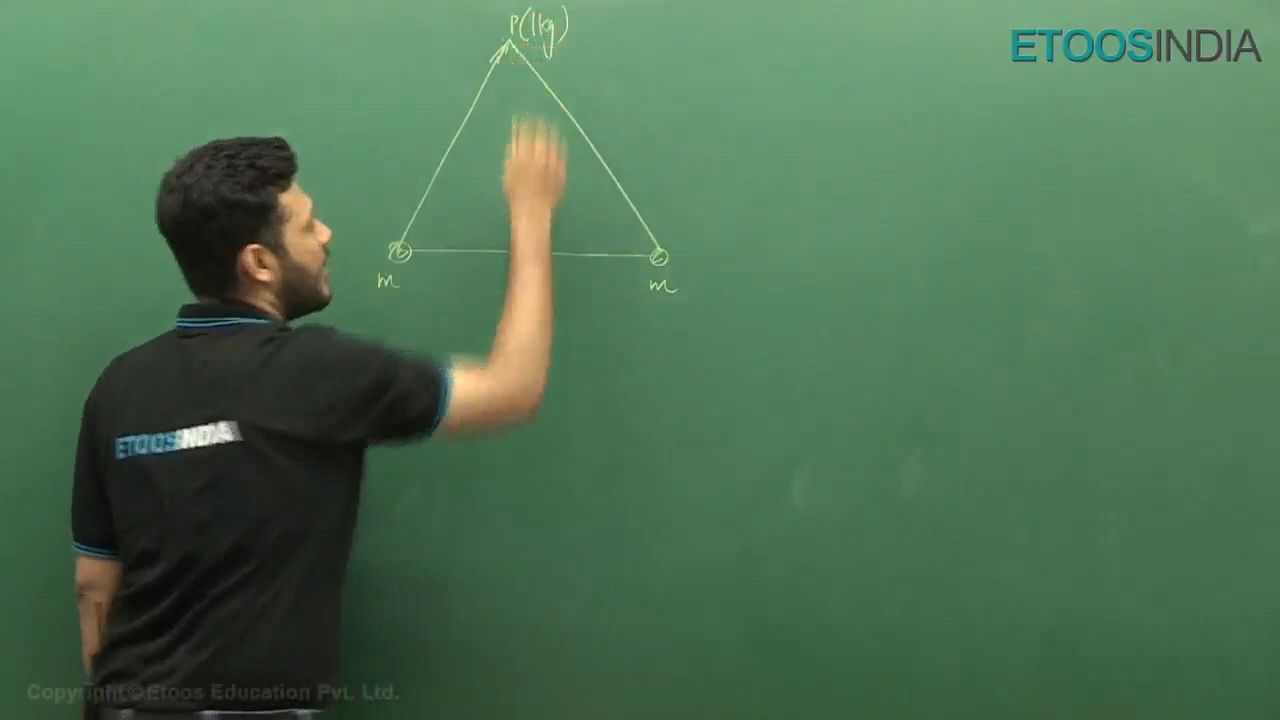 P(1kg)
ETOOSINDIA
m
m
ETOOSINDIA
Copyright © Etoos Education Pvt. Ltd.